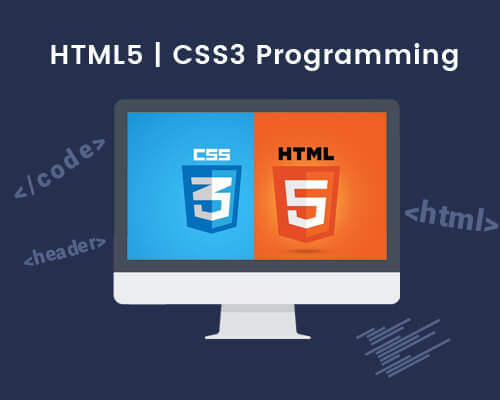 HTML5 | CSS3 Programming
</code>
CSS
3
HTML
5
<header>
<html>